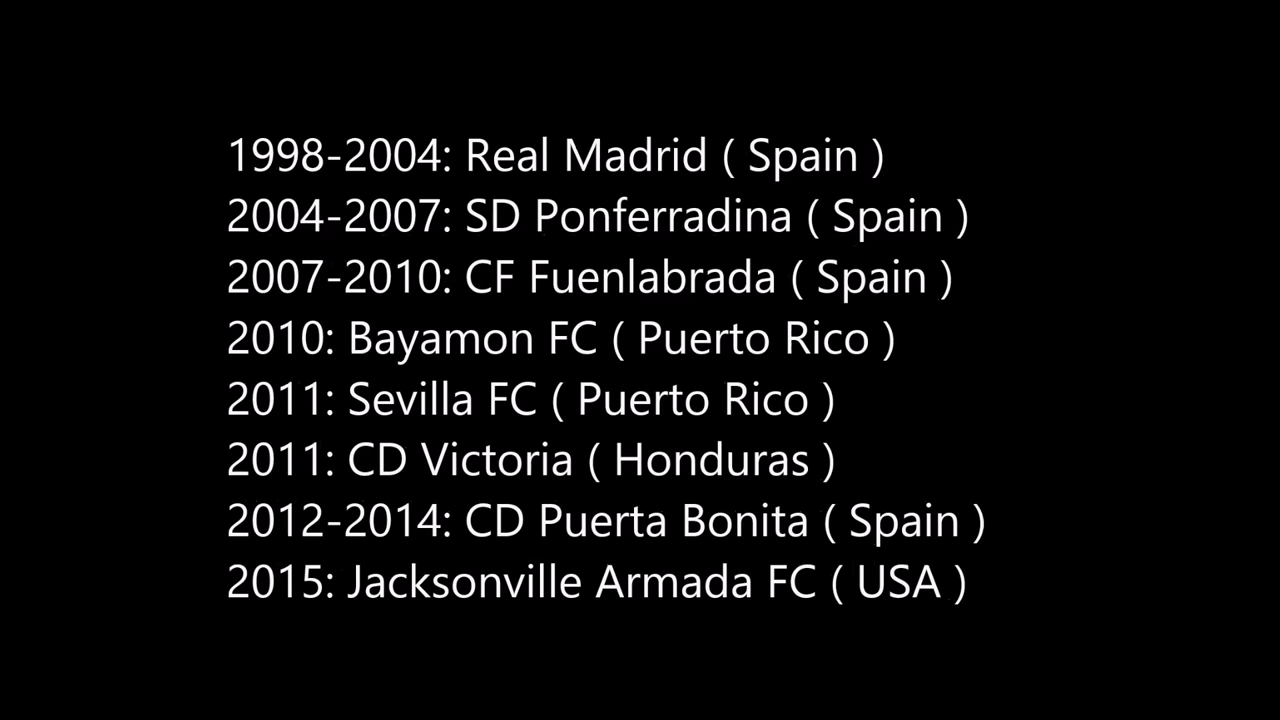 1998-2004: Real Madrid ( Spain )
2004-2007: SD Ponferradina ( Spain )
2007-2010: CF Fuenlabrada ( Spain )
2010: Bayamon FC ( Puerto Rico )
2011: Sevilla FC ( Puerto Rico )
2011: CD Victoria ( Honduras )
2012-2014: CD Puerta Bonita ( Spain )
2015: Jacksonville Armada FC ( USA )